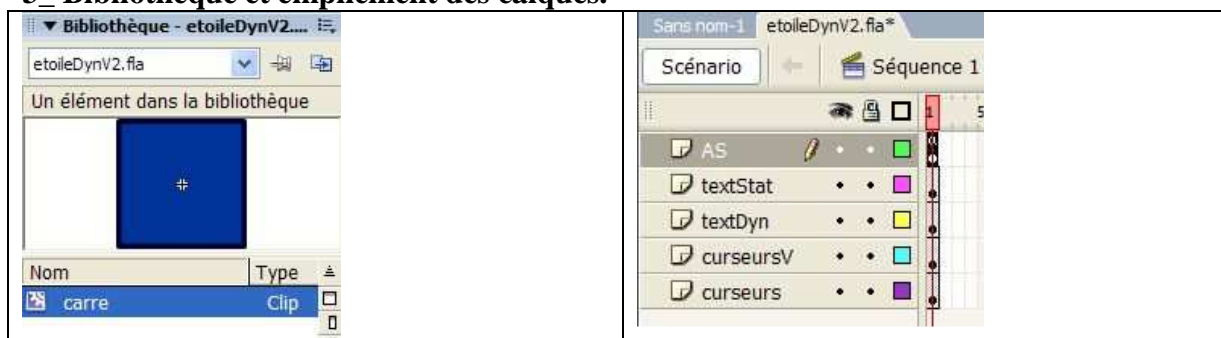 3_ Bibliothèque et empilement des calques.
Bibliothèque - etoileDynV2....
etoileDynV2.fla
Un élément dans la bibliothèque
Nom Type
carre Clip
Sans nom-1 etoileDynV2.fla*
Scénario Séquence 1
1 5
AS
textStat
textDyn
curseursV
curseurs